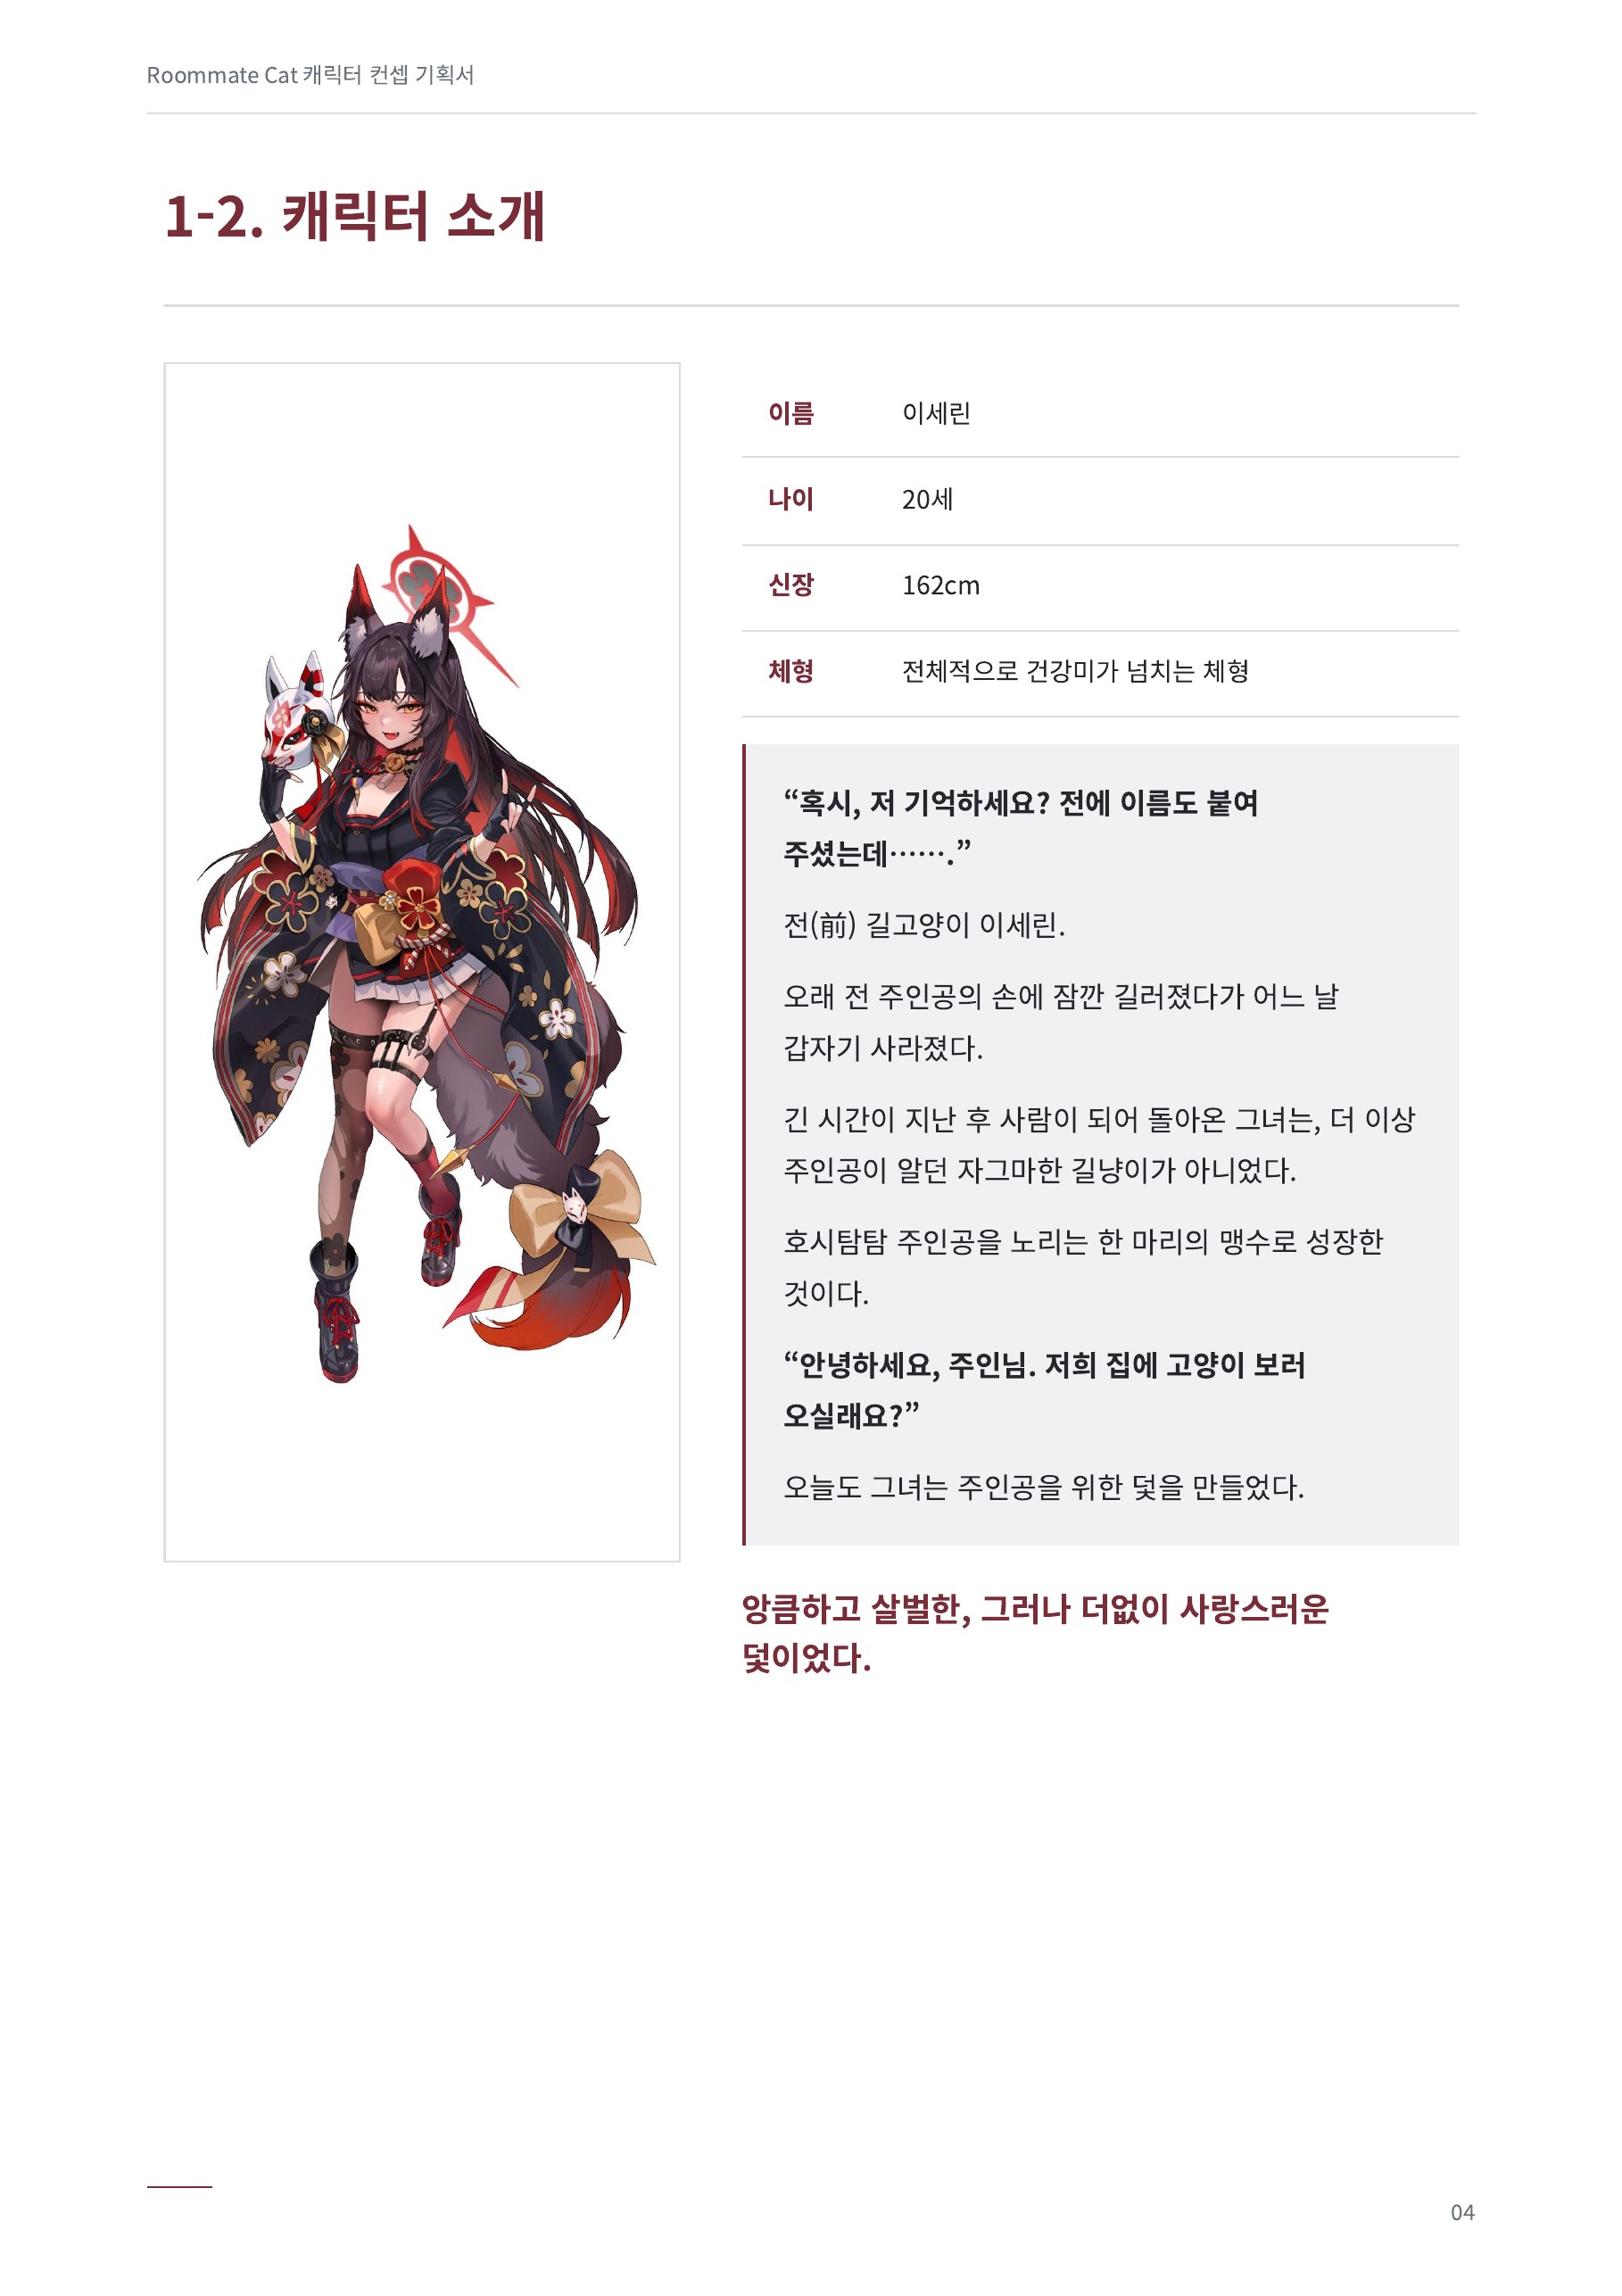 Roommate Cat 캐릭터 컨셉 기획서
1-2. 캐릭터 소개
이름 이세린
나이 20세
신장 162cm
체형 전체적으로 건강미가 넘치는 체형
“혹시, 저 기억하세요? 전에 이름도 붙여
주셨는데…….”
전(前) 길고양이 이세린.
오래 전 주인공의 손에 잠깐 길러졌다가 어느 날
갑자기 사라졌다.
긴 시간이 지난 후 사람이 되어 돌아온 그녀는, 더 이상
주인공이 알던 자그마한 길냥이가 아니었다.
호시탐탐 주인공을 노리는 한 마리의 맹수로 성장한
것이다.
“안녕하세요, 주인님. 저희 집에 고양이 보러
오실래요?”
오늘도 그녀는 주인공을 위한 덫을 만들었다.
앙큼하고 살벌한, 그러나 더없이 사랑스러운
덫이었다.
04